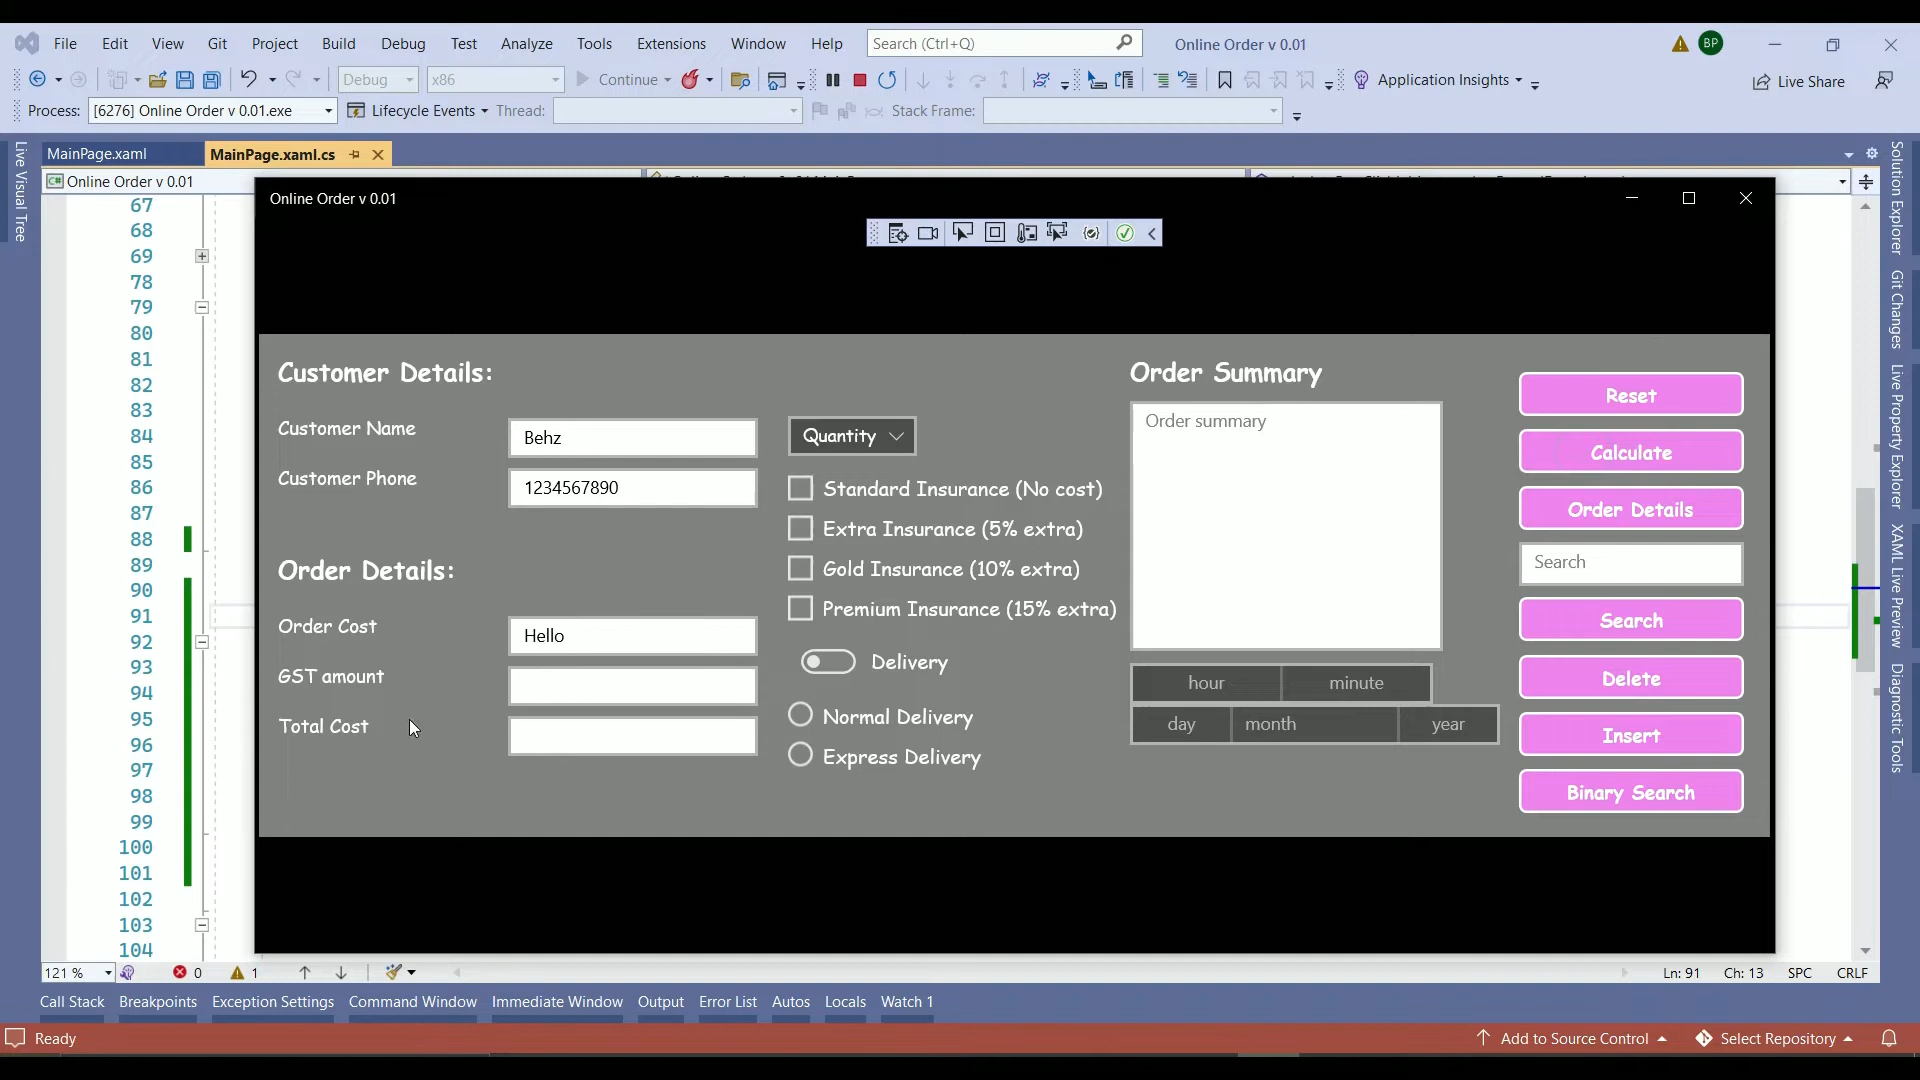 File Edit View Git Project Build Debug Test Analyze Tools Extensions Window Help Search (Ctrl+Q) Online Order v 0.01 BP
Debug x86 Continue Application Insights Live Share
Process: [6276] Online Order v 0.01.exe Lifecycle Events Thread: Stack Frame:
MainPage.xaml MainPage.xaml.cs
Online Order v 0.01
Live Visual Tree
Online Order v 0.01
67
68
69
78
79
80
81
82
83
84
85
86
87
88
89
90
91
92
93
94
95
96
97
98
99
100
101
102
103
104
Customer Details:
Customer Name Behz
Customer Phone 1234567890
Order Details:
Order Cost Hello
GST amount
Total Cost
Quantity
Standard Insurance (No cost)
Extra Insurance (5% extra)
Gold Insurance (10% extra)
Premium Insurance (15% extra)
Delivery
Normal Delivery
Express Delivery
Order Summary
Order summary
hour minute
day month year
Reset
Calculate
Order Details
Search
Search
Delete
Insert
Binary Search
Solution Explorer
Git Changes
Live Property Explorer
XAML Live Preview
Diagnostic Tools
121 % 0 1 Ln: 91 Ch: 13 SPC CRLF
Call Stack Breakpoints Exception Settings Command Window Immediate Window Output Error List Autos Locals Watch 1
Ready Add to Source Control Select Repository